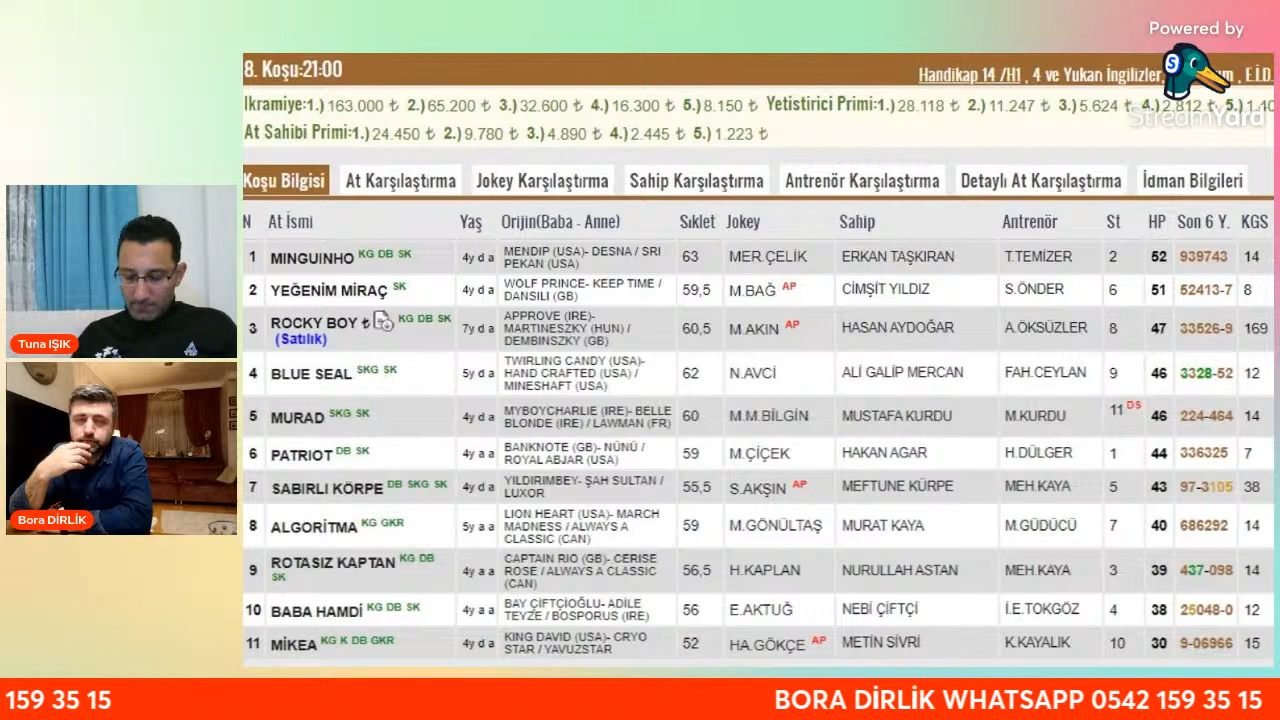 Powered by
StreamYard
8. Koşu:21:00
Handikap 14 /H1 , 4 ve Yukarı İngilizler, , E.İ.D.
İkramiye:1.) 163.000 ₺ 2.) 65.200 ₺ 3.) 32.600 ₺ 4.) 16.300 ₺ 5.) 8.150 ₺ Yetistirici Primi:1.) 28.118 ₺ 2.) 11.247 ₺ 3.) 5.624 ₺ 4.) 2.812 ₺ 5.) 1.40
At Sahibi Primi:1.) 24.450 ₺ 2.) 9.780 ₺ 3.) 4.890 ₺ 4.) 2.445 ₺ 5.) 1.223 ₺
Koşu Bilgisi At Karşılaştırma Jokey Karşılaştırma Sahip Karşılaştırma Antrenör Karşılaştırma Detaylı At Karşılaştırma İdman Bilgileri
N At İsmi Yaş Orijin(Baba - Anne) Sıklet Jokey Sahip Antrenör St HP Son 6 Y. KGS
1 MINGUINHO KG DB SK 4y d a MENDIP (USA)- DESNA / SRI PEKAN (USA) 63 MER.ÇELİK ERKAN TAŞKIRAN T.TEMİZER 2 52 939743 14
2 YEĞENİM MİRAÇ SK 4y d a WOLF PRINCE- KEEP TIME / DANSILI (GB) 59,5 M.BAĞ AP CİMŞİT YILDIZ S.ÖNDER 6 51 52413-7 8
3 ROCKY BOY ₺ KG DB SK (Satılık) 7y d a APPROVE (IRE)- MARTINESZKY (HUN) / DEMBINSZKY (GB) 60,5 M.AKIN AP HASAN AYDOĞAR A.ÖKSÜZLER 8 47 33526-9 169
4 BLUE SEAL SKG SK 5y d a TWIRLING CANDY (USA)- HAND CRAFTED (USA) / MINESHAFT (USA) 62 N.AVCİ ALİ GALİP MERCAN FAH.CEYLAN 9 46 3328-52 12
5 MURAD SKG SK 4y d a MYBOYCHARLIE (IRE)- BELLE BLONDE (IRE) / LAWMAN (FR) 60 M.M.BİLGİN MUSTAFA KURDU M.KURDU 11 DS 46 224-464 14
6 PATRIOT DB SK 4y a a BANKNOTE (GB)- NÜNÜ / ROYAL ABJAR (USA) 59 M.ÇİÇEK HAKAN AGAR H.DÜLGER 1 44 336325 7
7 SABIRLI KÖRPE DB SKG SK 4y d a YILDIRIMBEY- ŞAH SULTAN / LUXOR 55,5 S.AKŞIN AP MEFTUNE KÜRPE MEH.KAYA 5 43 97-3105 38
8 ALGORİTMA KG GKR 5y a a LION HEART (USA)- MARCH MADNESS / ALWAYS A CLASSIC (CAN) 59 M.GÖNÜLTAŞ MURAT KAYA M.GÜDÜCÜ 7 40 686292 14
9 ROTASIZ KAPTAN KG DB SK 4y a a CAPTAIN RIO (GB)- CERISE ROSE / ALWAYS A CLASSIC (CAN) 56,5 H.KAPLAN NURULLAH ASTAN MEH.KAYA 3 39 437-098 14
10 BABA HAMDİ KG DB SK 4y a a BAY ÇİFTÇİOĞLU- ADİLE TEYZE / BOSPORUS (IRE) 56 E.AKTUĞ NEBİ ÇİFTÇİ İ.E.TOKGÖZ 4 38 25048-0 12
11 MİKEA KG K DB GKR 4y d a KING DAVID (USA)- CRYO STAR / YAVUZSTAR 52 HA.GÖKÇE AP METİN SİVRİ K.KAYALIK 10 30 9-06966 15
Tuna IŞIK
Bora DİRLİK
159 35 15 BORA DİRLİK WHATSAPP 0542 159 35 15